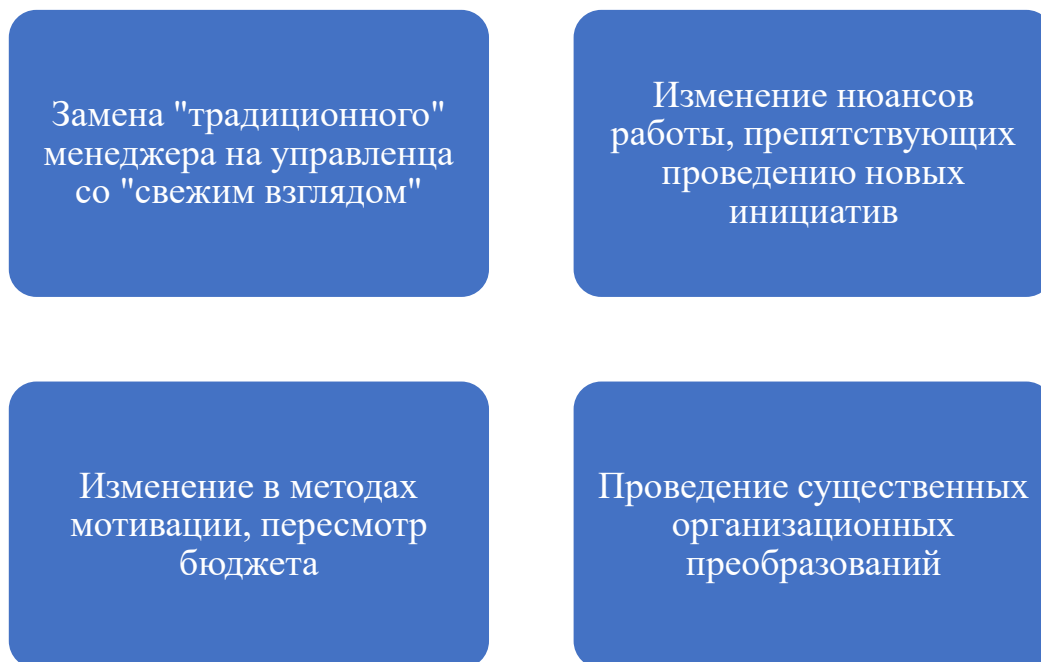 Замена "традиционного"
менеджера на управленца
со "свежим взглядом"
Изменение нюансов
работы, препятствующих
проведению новых
инициатив
Изменение в методах
мотивации, пересмотр
бюджета
Проведение существенных
организационных
преобразований